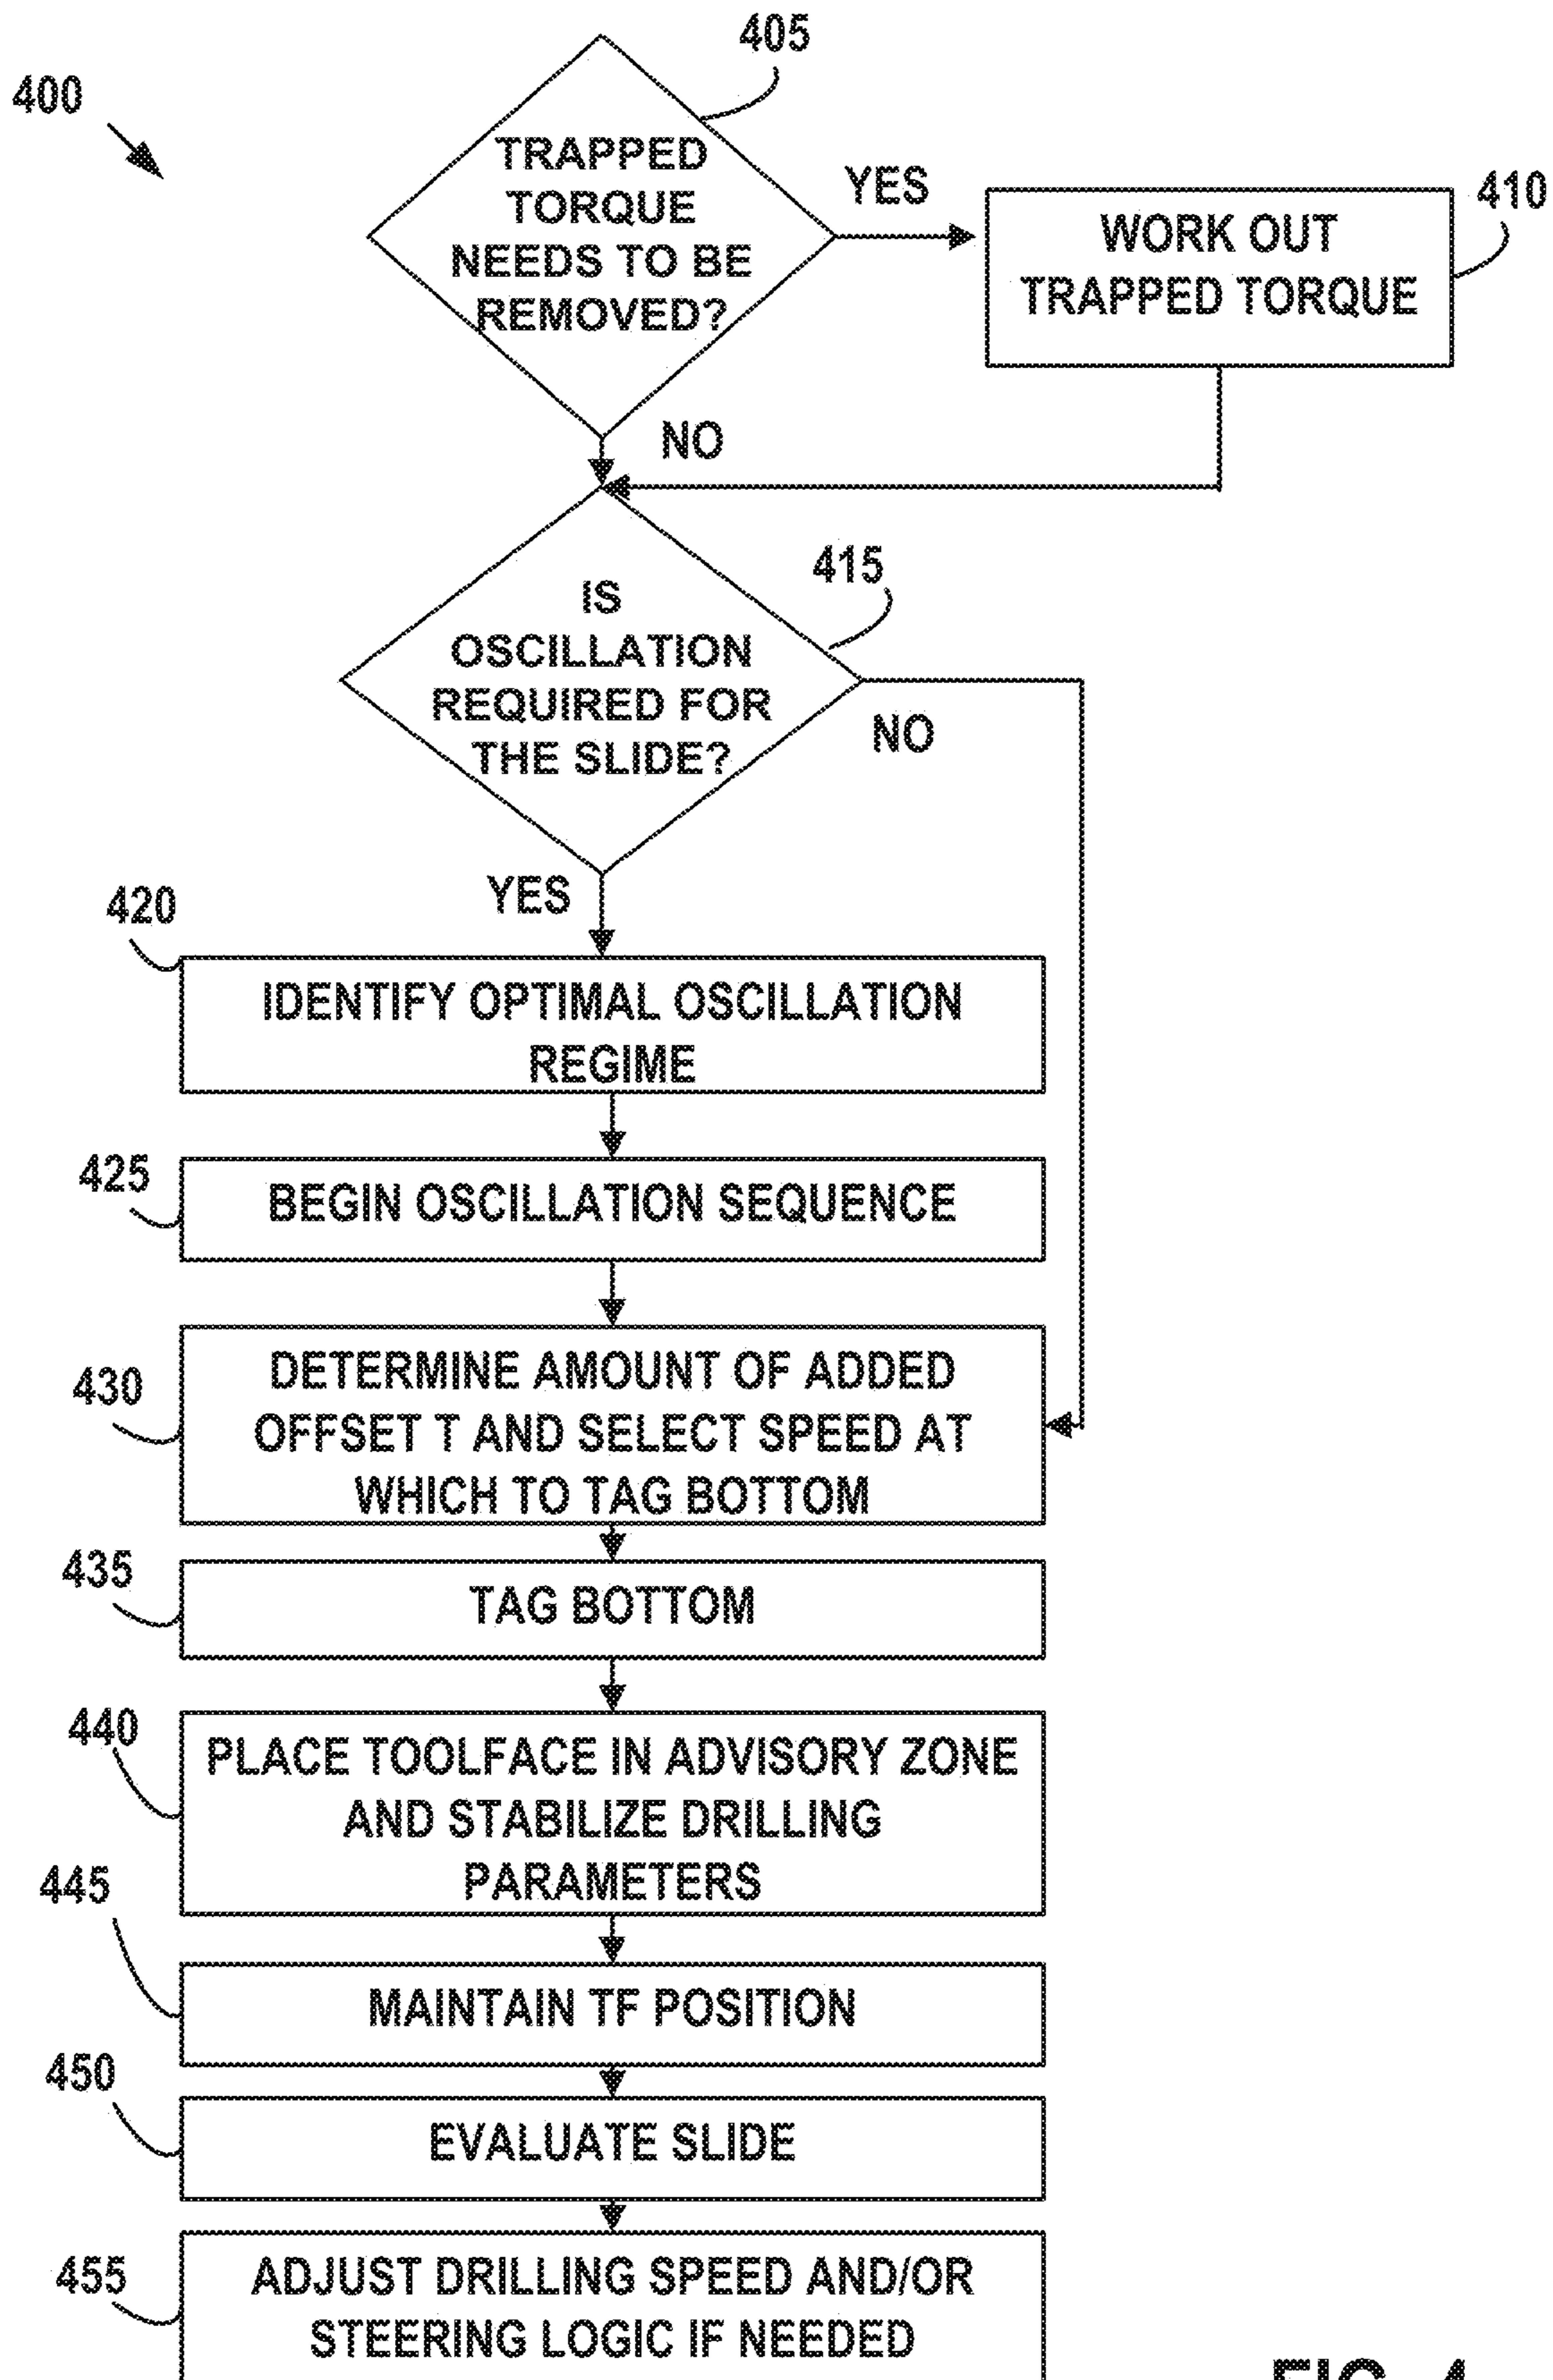 405
400
TRAPPED
TORQUE
NEEDS TO BE
REMOVED?
YES
WORK OUT
TRAPPED TORQUE
410
NO
415
IS
OSCILLATION
REQUIRED FOR
THE SLIDE?
NO
YES
420
IDENTIFY OPTIMAL OSCILLATION
REGIME
425
BEGIN OSCILLATION SEQUENCE
430
DETERMINE AMOUNT OF ADDED
OFFSET T AND SELECT SPEED AT
WHICH TO TAG BOTTOM
435
TAG BOTTOM
440
PLACE TOOLFACE IN ADVISORY ZONE
AND STABILIZE DRILLING
PARAMETERS
445
MAINTAIN TF POSITION
450
EVALUATE SLIDE
455
ADJUST DRILLING SPEED AND/OR
STEERING LOGIC IF NEEDED
FIG. 4